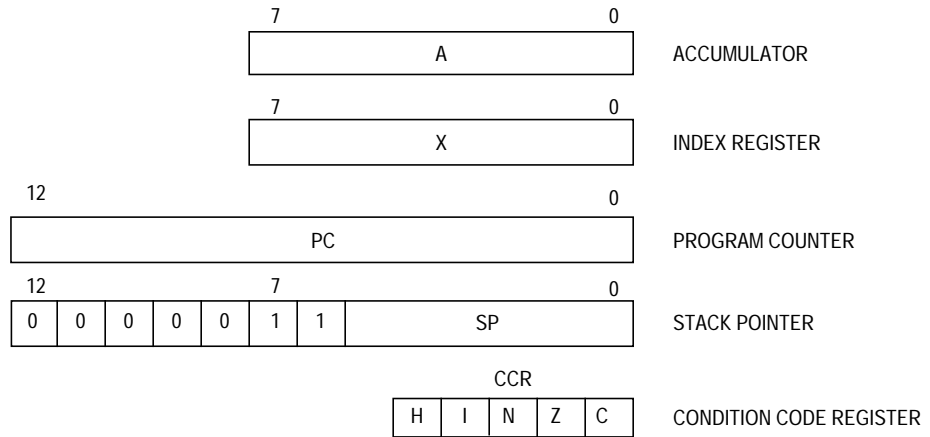 7 0
A ACCUMULATOR
7 0
X INDEX REGISTER
12 0
PC PROGRAM COUNTER
12 7 0
0 0 0 0 0 1 1 SP STACK POINTER
CCR
H I N Z C CONDITION CODE REGISTER